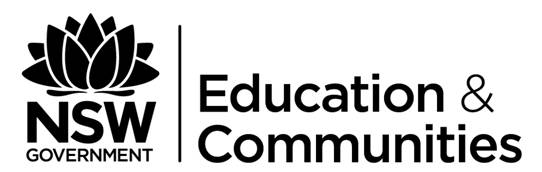 NSW
GOVERNMENT
Education &
Communities